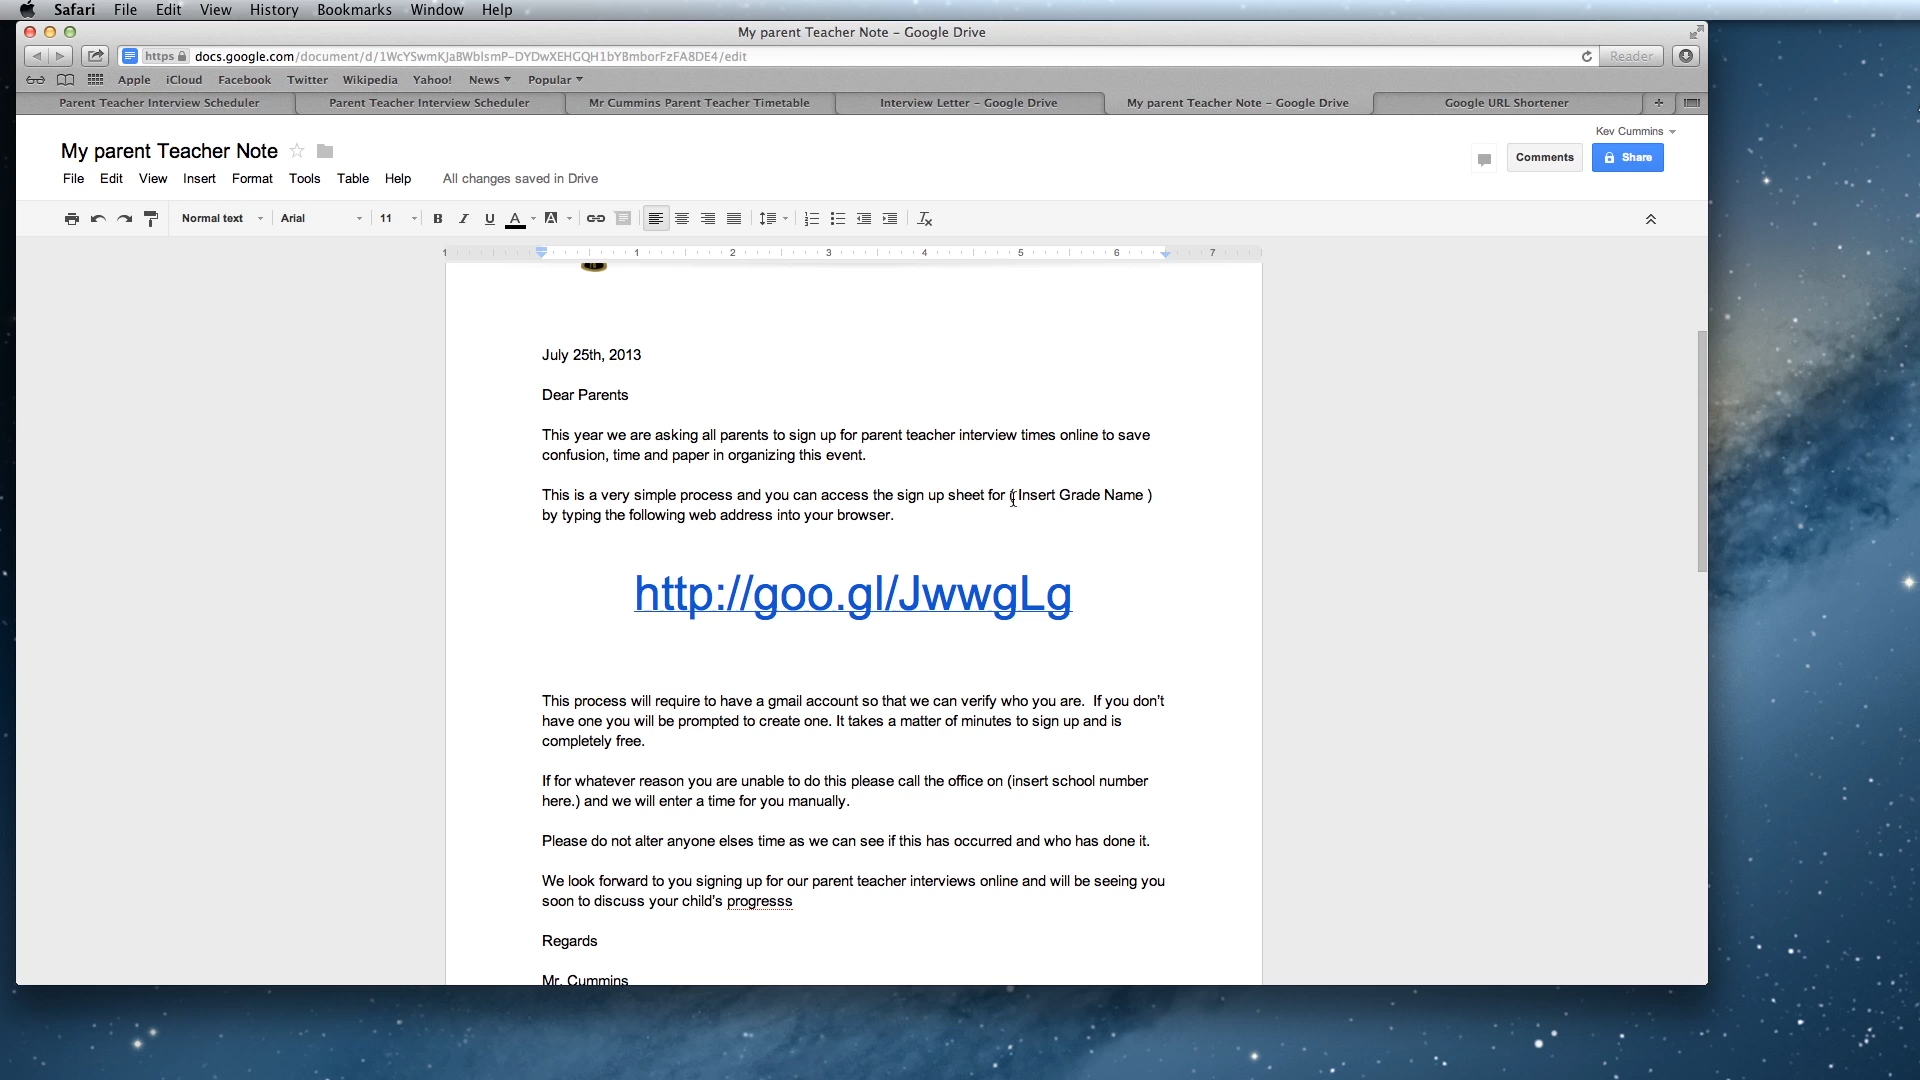 Safari File Edit View History Bookmarks Window Help
My parent Teacher Note – Google Drive
https docs.google.com/document/d/1WcYSwmKJaBWblsmP-DYDwXEHGQH1bYBmborFzFA8DE4/edit Reader
Apple iCloud Facebook Twitter Wikipedia Yahoo! News Popular
Parent Teacher Interview Scheduler Parent Teacher Interview Scheduler Mr Cummins Parent Teacher Timetable Interview Letter – Google Drive My parent Teacher Note – Google Drive Google URL Shortener +
Kev Cummins
My parent Teacher Note
Comments Share
File Edit View Insert Format Tools Table Help All changes saved in Drive
Normal text Arial 11 B I U A A
1 1 2 3 4 5 6 7
July 25th, 2013
Dear Parents
This year we are asking all parents to sign up for parent teacher interview times online to save
confusion, time and paper in organizing this event.
This is a very simple process and you can access the sign up sheet for ( Insert Grade Name )
by typing the following web address into your browser.
http://goo.gl/JwwgLg
This process will require to have a gmail account so that we can verify who you are.  If you don't
have one you will be prompted to create one. It takes a matter of minutes to sign up and is
completely free.
If for whatever reason you are unable to do this please call the office on (insert school number
here.) and we will enter a time for you manually.
Please do not alter anyone elses time as we can see if this has occurred and who has done it.
We look forward to you signing up for our parent teacher interviews online and will be seeing you
soon to discuss your child's progresss
Regards
Mr. Cummins